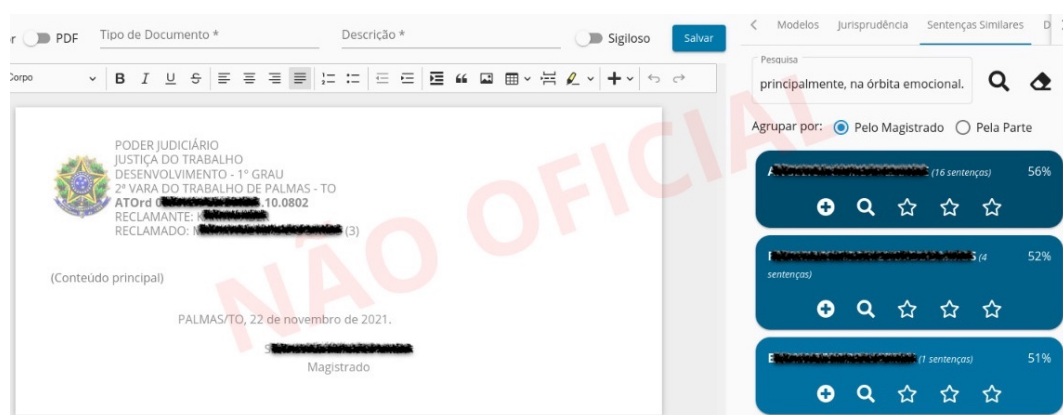 r PDF Tipo de Documento * Descrição * Sigiloso Salvar
Corpo
B I U S
PODER JUDICIÁRIO
JUSTIÇA DO TRABALHO
DESENVOLVIMENTO - 1º GRAU
2ª VARA DO TRABALHO DE PALMAS - TO
ATOrd 0 .10.0802
RECLAMANTE: K
RECLAMADO: M (3)
(Conteúdo principal)
PALMAS/TO, 22 de novembro de 2021.
S
Magistrado
NÃO OFICIAL
Modelos Jurisprudência Sentenças Similares D
Pesquisa
principalmente, na órbita emocional.
Agrupar por: Pelo Magistrado Pela Parte
A (16 sentenças) 56%
S (4 52%
sentenças)
E (1 sentenças) 51%